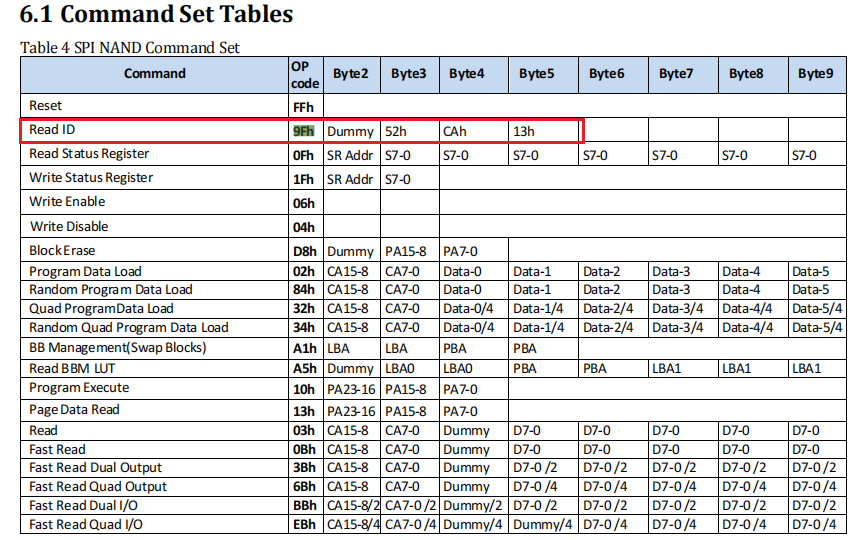 6.1 Command Set Tables
Table 4 SPI NAND Command Set
Command OP code Byte2 Byte3 Byte4 Byte5 Byte6 Byte7 Byte8 Byte9
Reset FFh
Read ID 9Fh Dummy 52h CAh 13h
Read Status Register 0Fh SR Addr S7-0 S7-0 S7-0 S7-0 S7-0 S7-0 S7-0
Write Status Register 1Fh SR Addr S7-0
Write Enable 06h
Write Disable 04h
Block Erase D8h Dummy PA15-8 PA7-0
Program Data Load 02h CA15-8 CA7-0 Data-0 Data-1 Data-2 Data-3 Data-4 Data-5
Random Program Data Load 84h CA15-8 CA7-0 Data-0 Data-1 Data-2 Data-3 Data-4 Data-5
Quad ProgramData Load 32h CA15-8 CA7-0 Data-0/4 Data-1/4 Data-2/4 Data-3/4 Data-4/4 Data-5/4
Random Quad Program Data Load 34h CA15-8 CA7-0 Data-0/4 Data-1/4 Data-2/4 Data-3/4 Data-4/4 Data-5/4
BB Management(Swap Blocks) A1h LBA LBA PBA PBA
Read BBM LUT A5h Dummy LBA0 LBA0 PBA PBA LBA1 LBA1 LBA1
Program Execute 10h PA23-16 PA15-8 PA7-0
Page Data Read 13h PA23-16 PA15-8 PA7-0
Read 03h CA15-8 CA7-0 Dummy D7-0 D7-0 D7-0 D7-0 D7-0
Fast Read 0Bh CA15-8 CA7-0 Dummy D7-0 D7-0 D7-0 D7-0 D7-0
Fast Read Dual Output 3Bh CA15-8 CA7-0 Dummy D7-0 /2 D7-0 /2 D7-0 /2 D7-0 /2 D7-0 /2
Fast Read Quad Output 6Bh CA15-8 CA7-0 Dummy D7-0 /4 D7-0 /4 D7-0 /4 D7-0 /4 D7-0 /4
Fast Read Dual I/O BBh CA15-8/2 CA7-0 /2 Dummy/2 D7-0 /2 D7-0 /2 D7-0 /2 D7-0 /2 D7-0 /2
Fast Read Quad I/O EBh CA15-8/4 CA7-0 /4 Dummy/4 Dummy/4 D7-0 /4 D7-0 /4 D7-0 /4 D7-0 /4